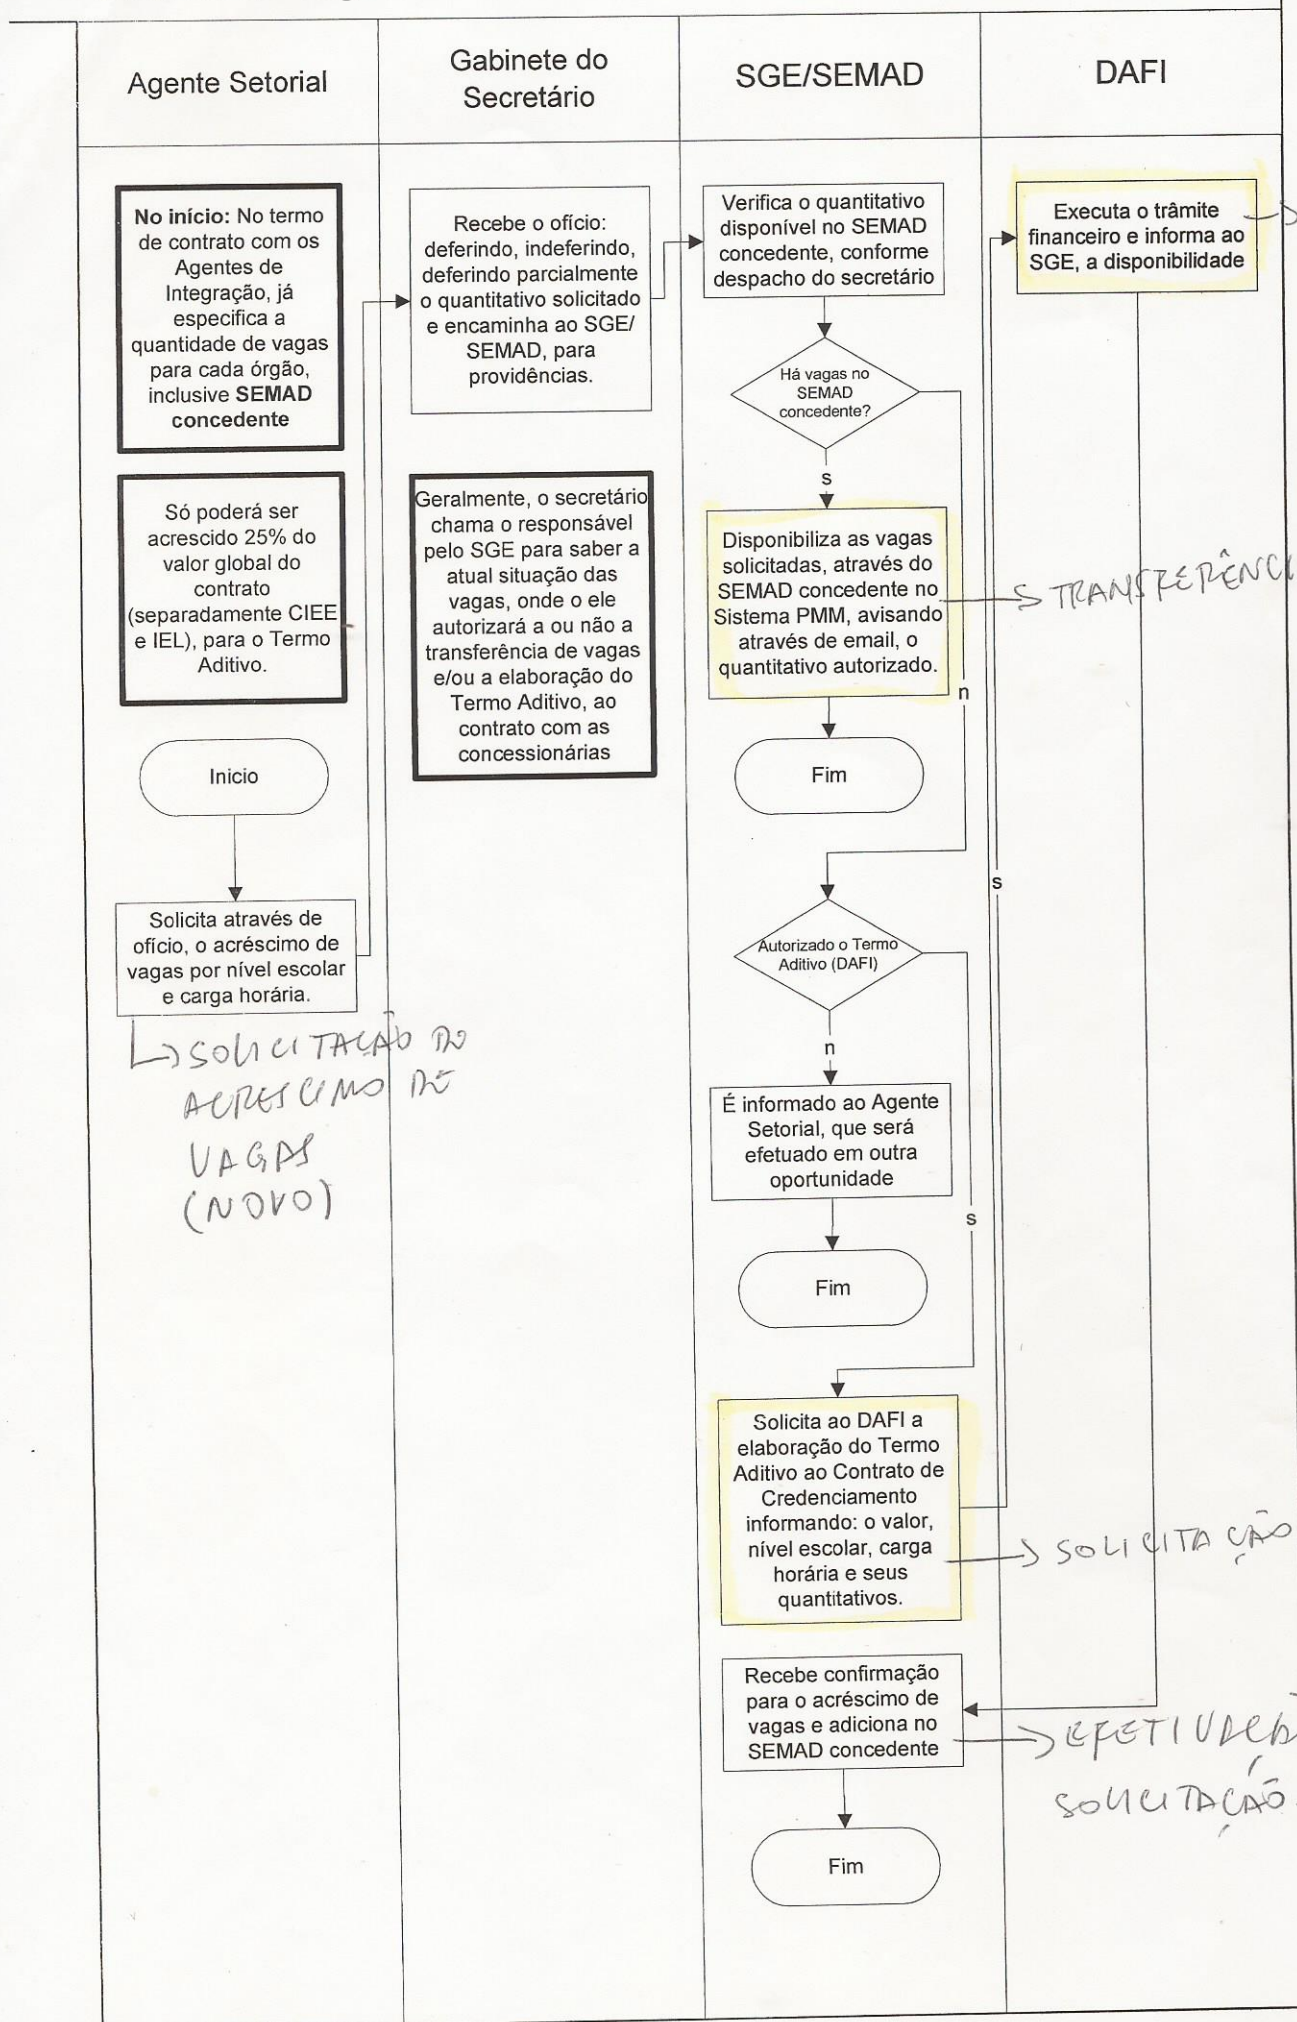 Agente Setorial
Gabinete do
Secretário
SGE/SEMAD
DAFI
No início: No termo
de contrato com os
Agentes de
Integração, já
especifica a
quantidade de vagas
para cada órgão,
inclusive SEMAD
concedente
Só poderá ser
acrescido 25% do
valor global do
contrato
(separadamente CIEE
e IEL), para o Termo
Aditivo.
Inicio
Solicita através de
ofício, o acréscimo de
vagas por nível escolar
e carga horária.
SOLICITAÇÃO DO
ACRESCIMO DE
VAGAS
(NOVO)
Recebe o ofício:
deferindo, indeferindo,
deferindo parcialmente
o quantitativo solicitado
e encaminha ao SGE/
SEMAD, para
providências.
Geralmente, o secretário
chama o responsável
pelo SGE para saber a
atual situação das
vagas, onde o ele
autorizará a ou não a
transferência de vagas
e/ou a elaboração do
Termo Aditivo, ao
contrato com as
concessionárias
Verifica o quantitativo
disponível no SEMAD
concedente, conforme
despacho do secretário
Há vagas no
SEMAD
concedente?
s
n
Disponibiliza as vagas
solicitadas, através do
SEMAD concedente no
Sistema PMM, avisando
através de email, o
quantitativo autorizado.
TRANSFERÊNCI
Fim
Autorizado o Termo
Aditivo (DAFI)
n
s
É informado ao Agente
Setorial, que será
efetuado em outra
oportunidade
Fim
Solicita ao DAFI a
elaboração do Termo
Aditivo ao Contrato de
Credenciamento
informando: o valor,
nível escolar, carga
horária e seus
quantitativos.
SOLICITAÇÃO
s
Executa o trâmite
financeiro e informa ao
SGE, a disponibilidade
Recebe confirmação
para o acréscimo de
vagas e adiciona no
SEMAD concedente
EFETIVAÇÃ
SOLICITAÇÃO
Fim